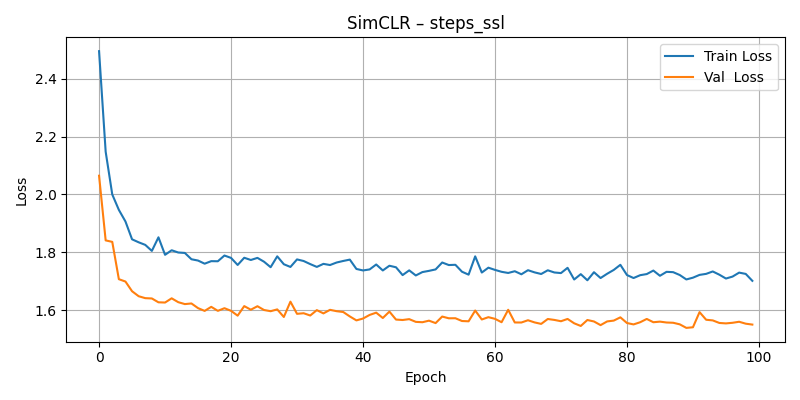 SimCLR – steps_ssl
Train Loss
Val  Loss
Loss
2.4
2.2
2.0
1.8
1.6
0 20 40 60 80 100
Epoch